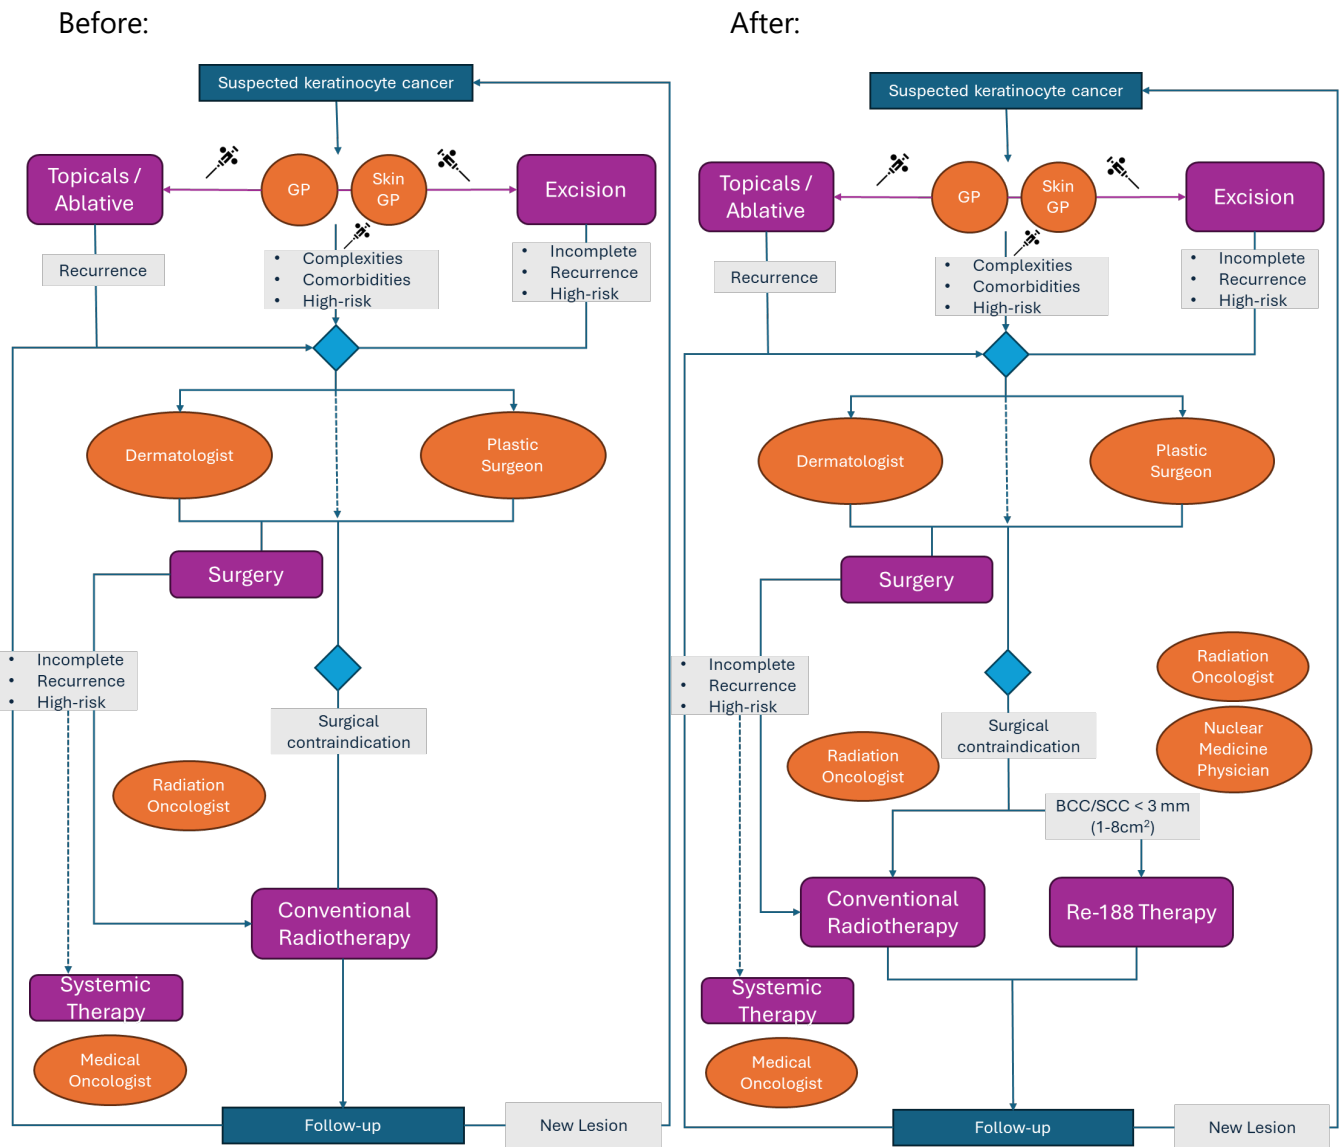 Before:
Suspected keratinocyte cancer
Topicals /
Ablative
GP
Skin
GP
Excision
Recurrence
• Complexities
• Comorbidities
• High-risk
• Incomplete
• Recurrence
• High-risk
Dermatologist
Plastic
Surgeon
Surgery
• Incomplete
• Recurrence
• High-risk
Surgical
contraindication
Radiation
Oncologist
Conventional
Radiotherapy
Systemic
Therapy
Medical
Oncologist
Follow-up
New Lesion
After:
Suspected keratinocyte cancer
Topicals /
Ablative
GP
Skin
GP
Excision
Recurrence
• Complexities
• Comorbidities
• High-risk
• Incomplete
• Recurrence
• High-risk
Dermatologist
Plastic
Surgeon
Surgery
• Incomplete
• Recurrence
• High-risk
Surgical
contraindication
Radiation
Oncologist
Radiation
Oncologist
Nuclear
Medicine
Physician
BCC/SCC < 3 mm
(1-8cm²)
Conventional
Radiotherapy
Re-188 Therapy
Systemic
Therapy
Medical
Oncologist
Follow-up
New Lesion